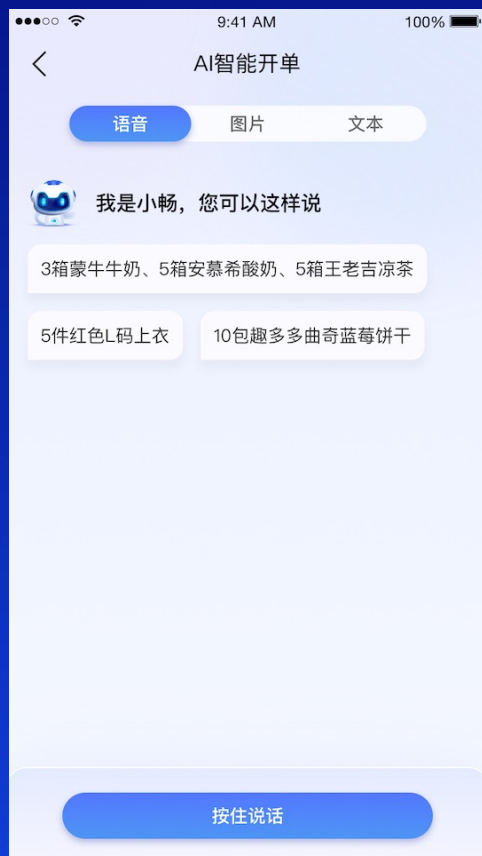 9:41 AM 100%
AI智能开单
语音 图片 文本
我是小畅，您可以这样说
3箱蒙牛牛奶、5箱安慕希酸奶、5箱王老吉凉茶
5件红色L码上衣 10包趣多多曲奇蓝莓饼干
按住说话